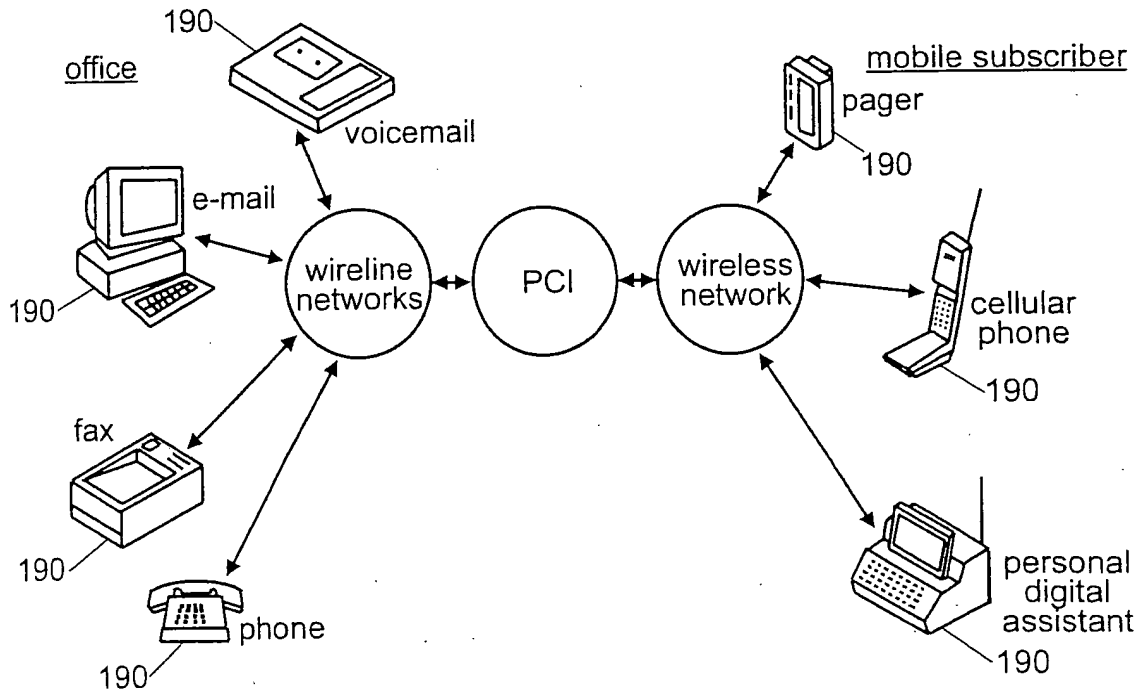 office
190
voicemail
e-mail
190
fax
190
phone
190
wireline
networks
PCI
wireless
network
mobile subscriber
pager
190
cellular
phone
190
personal
digital
assistant
190